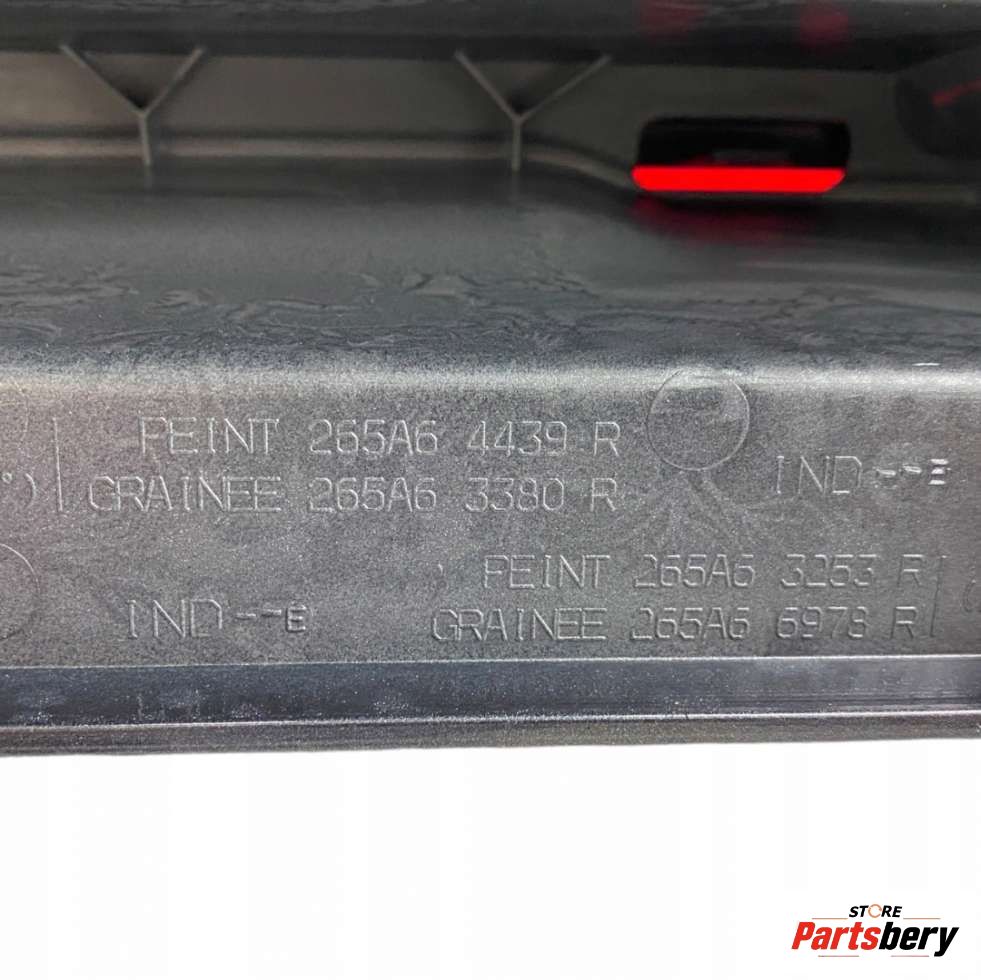 PEINT 265A6 4439 R
GRAINEE 265A6 3380 R
IND--E
PEINT 265A6 3253 R
GRAINEE 265A6 6978 R
IND--E
STORE
Partsbery